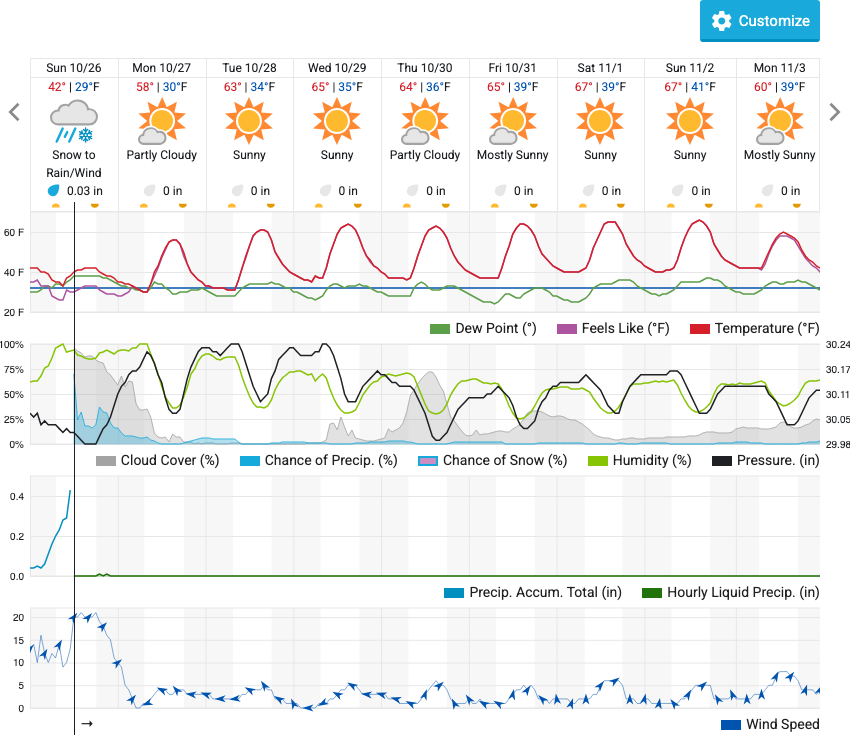 Customize
Sun 10/26 Mon 10/27 Tue 10/28 Wed 10/29 Thu 10/30 Fri 10/31 Sat 11/1 Sun 11/2 Mon 11/3
42° | 29°F 58° | 30°F 63° | 34°F 65° | 35°F 64° | 36°F 65° | 39°F 67° | 39°F 67° | 41°F 60° | 39°F
Snow to Partly Cloudy Sunny Sunny Partly Cloudy Mostly Sunny Sunny Sunny Mostly Sunny
Rain/Wind
0.03 in 0 in 0 in 0 in 0 in 0 in 0 in 0 in 0 in
60 F
40 F
20 F
Dew Point (°) Feels Like (°F) Temperature (°F)
100% 30.24
75% 30.17
50% 30.11
25% 30.05
0% 29.98
Cloud Cover (%) Chance of Precip. (%) Chance of Snow (%) Humidity (%) Pressure. (in)
0.4
0.2
0.0
Precip. Accum. Total (in) Hourly Liquid Precip. (in)
20
15
10
5
0
→
Wind Speed